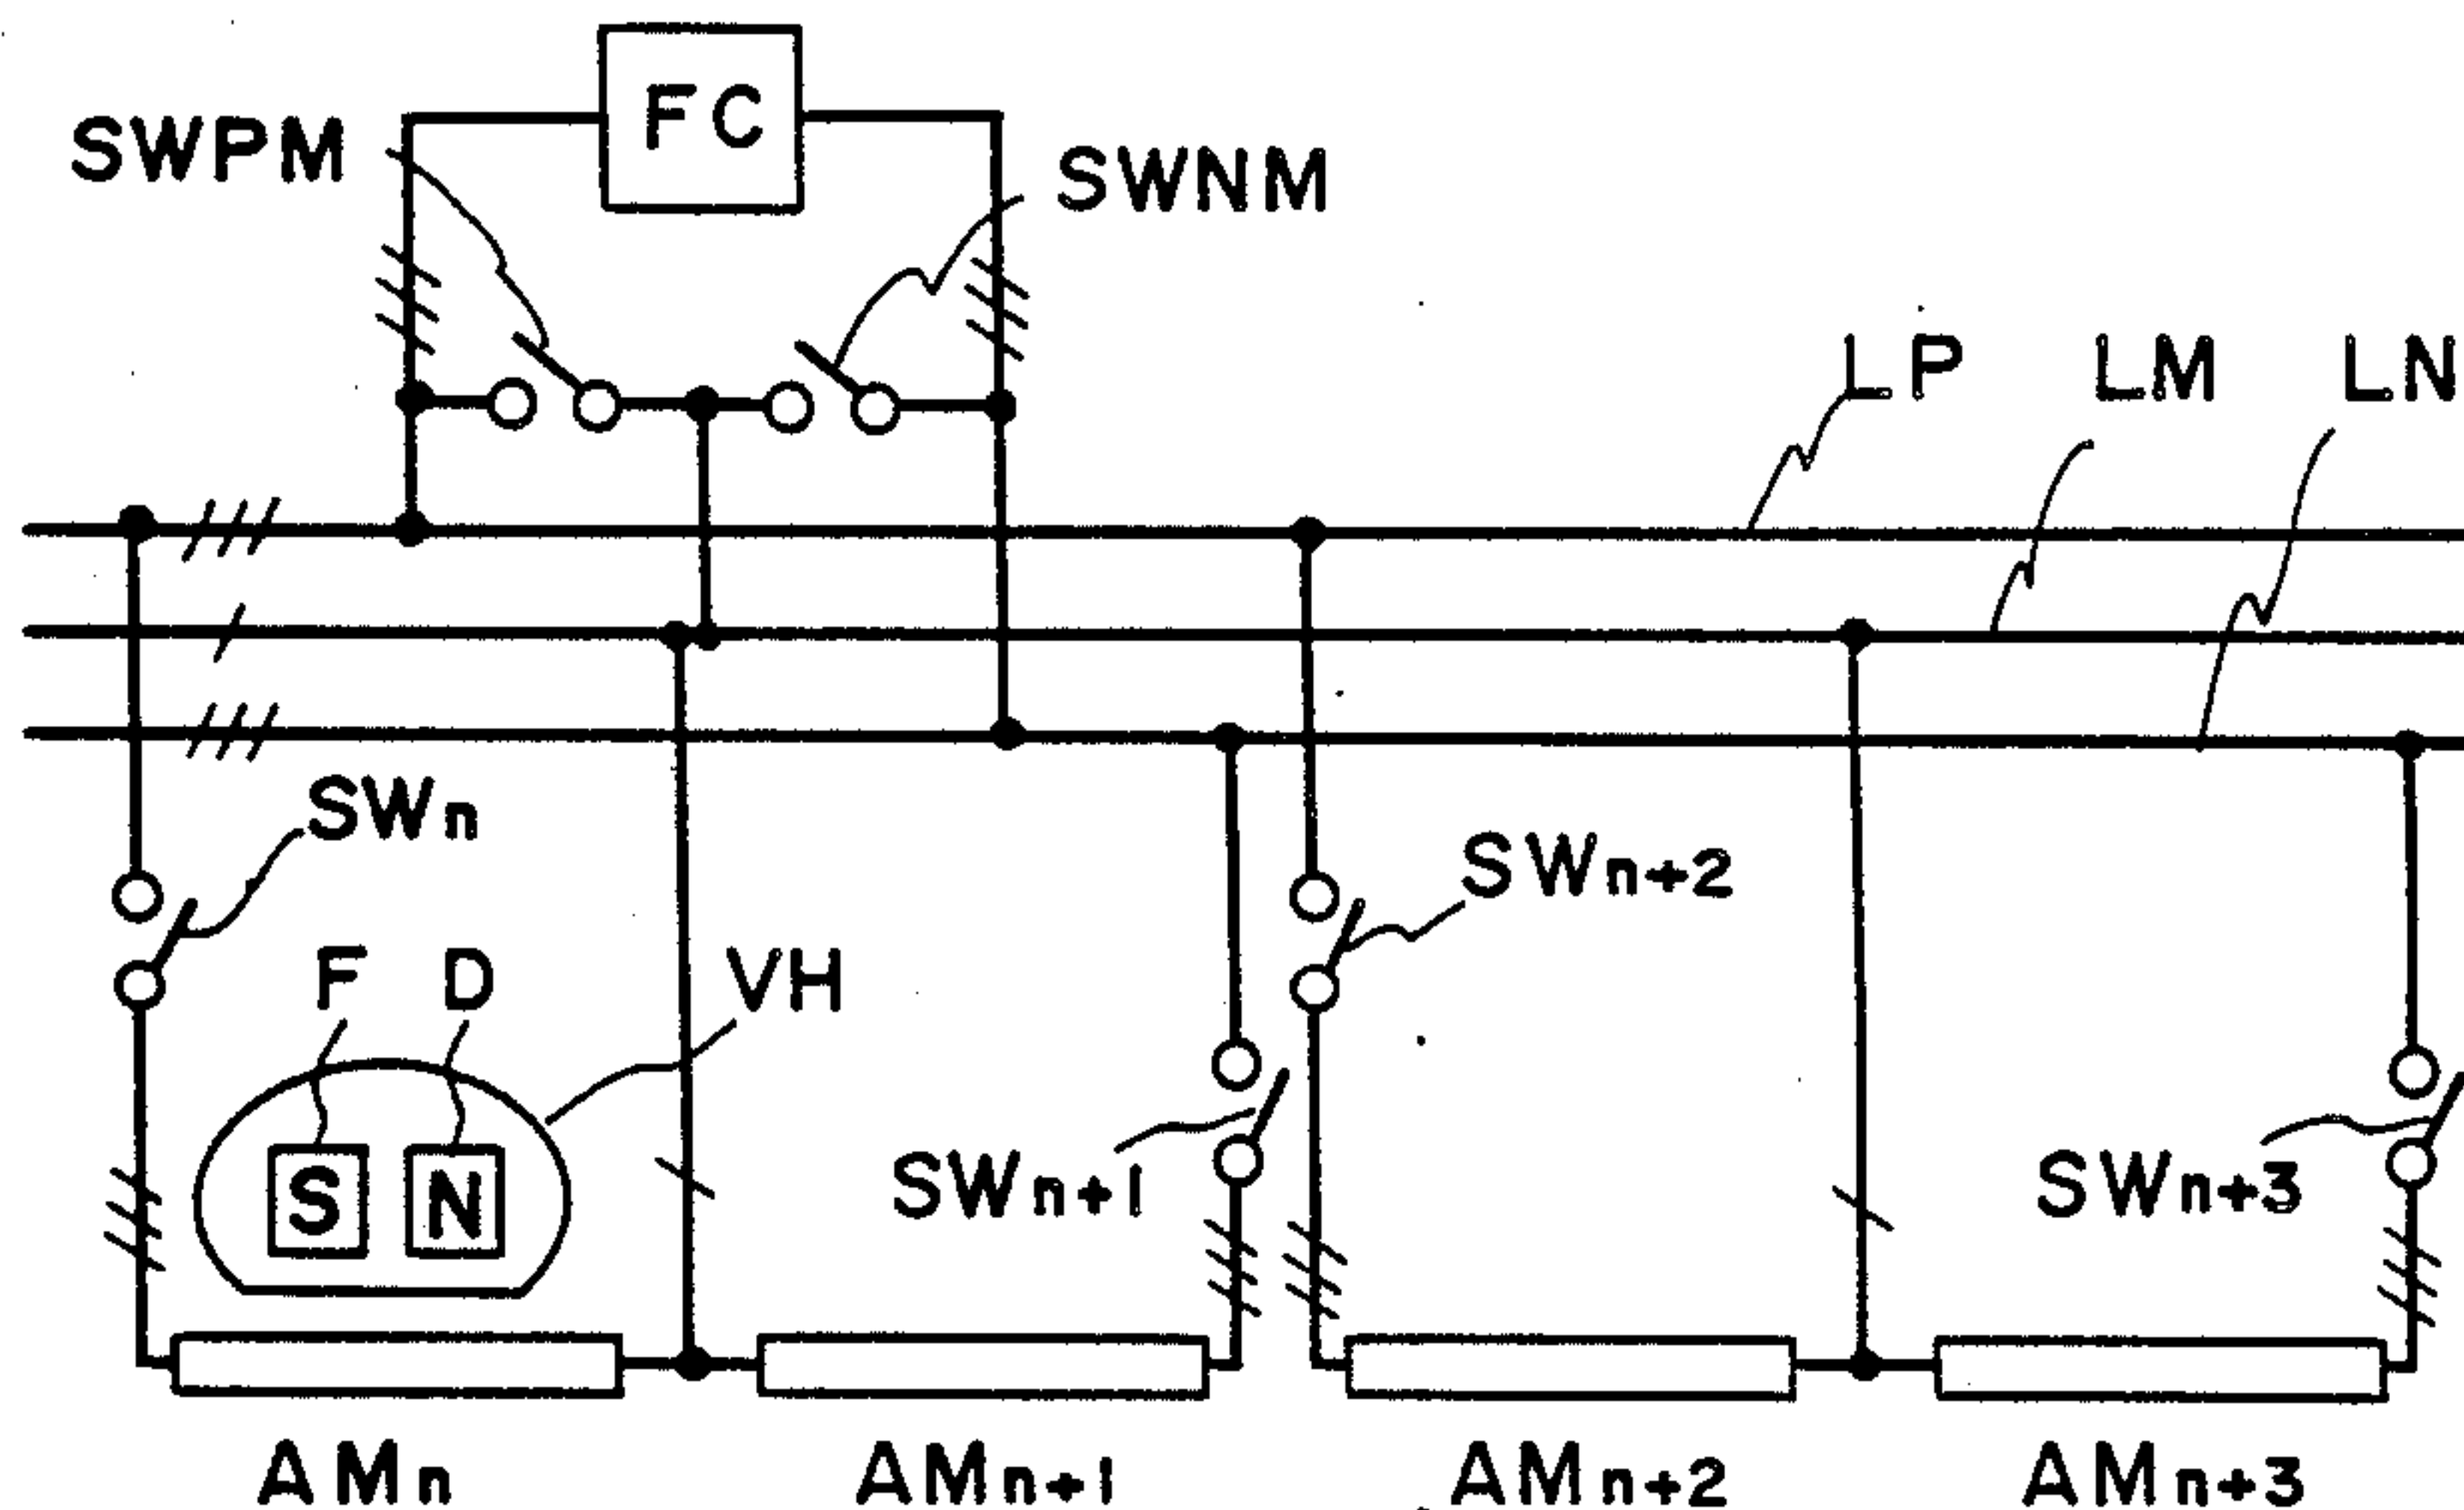 FC
SWPM
SWNM
LP LM LN
SWn
SWn+2
F D VH
S N
SWn+1
SWn+3
AMn AMn+1 AMn+2 AMn+3